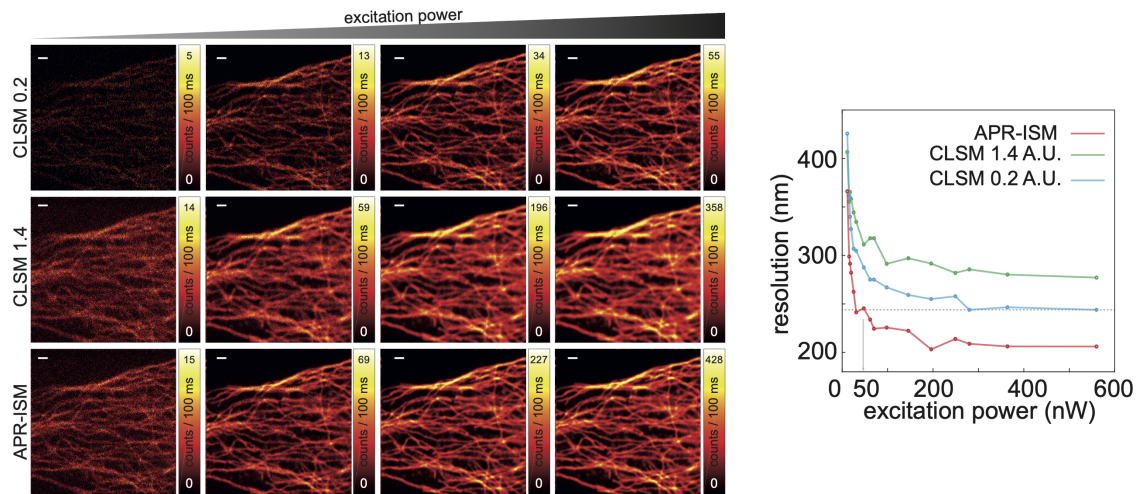 excitation power
CLSM 0.2
5
counts / 100 ms
0
13
counts / 100 ms
0
34
counts / 100 ms
0
55
counts / 100 ms
0
CLSM 1.4
14
counts / 100 ms
0
59
counts / 100 ms
0
196
counts / 100 ms
0
358
counts / 100 ms
0
APR-ISM
15
counts / 100 ms
0
69
counts / 100 ms
0
227
counts / 100 ms
0
428
counts / 100 ms
0
resolution (nm)
400
300
200
APR-ISM
CLSM 1.4 A.U.
CLSM 0.2 A.U.
0 50 200 400 600
excitation power (nW)